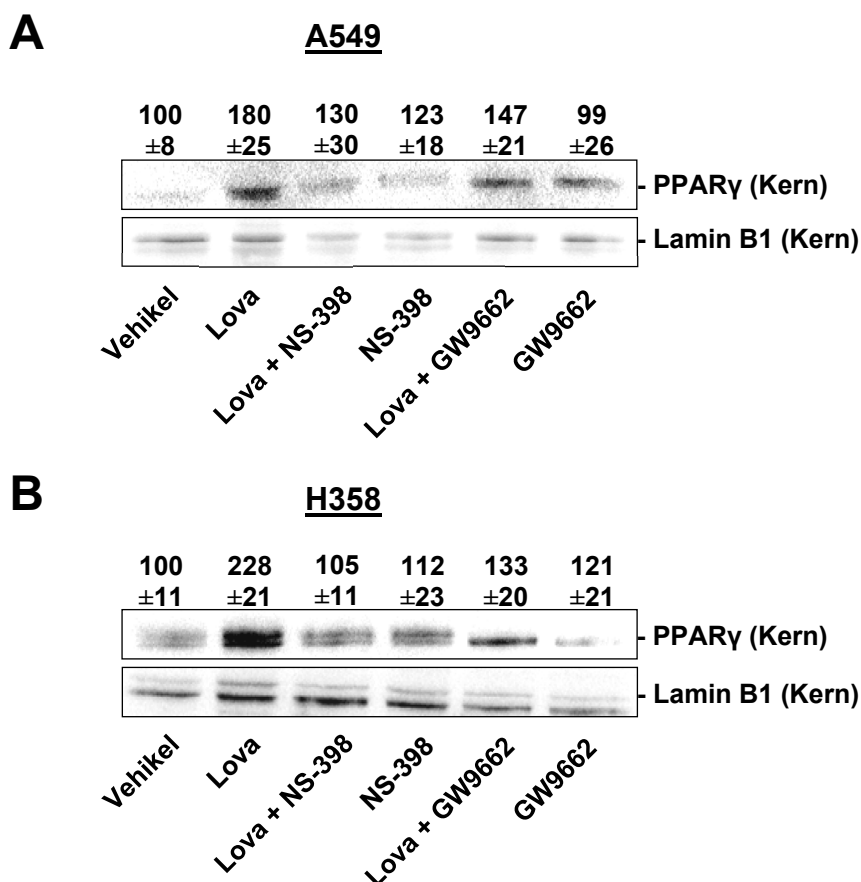 A
A549
100 180 130 123 147 99
±8 ±25 ±30 ±18 ±21 ±26
- PPARγ (Kern)
- Lamin B1 (Kern)
Vehikel
Lova
Lova + NS-398
NS-398
Lova + GW9662
GW9662
B
H358
100 228 105 112 133 121
±11 ±21 ±11 ±23 ±20 ±21
- PPARγ (Kern)
- Lamin B1 (Kern)
Vehikel
Lova
Lova + NS-398
NS-398
Lova + GW9662
GW9662